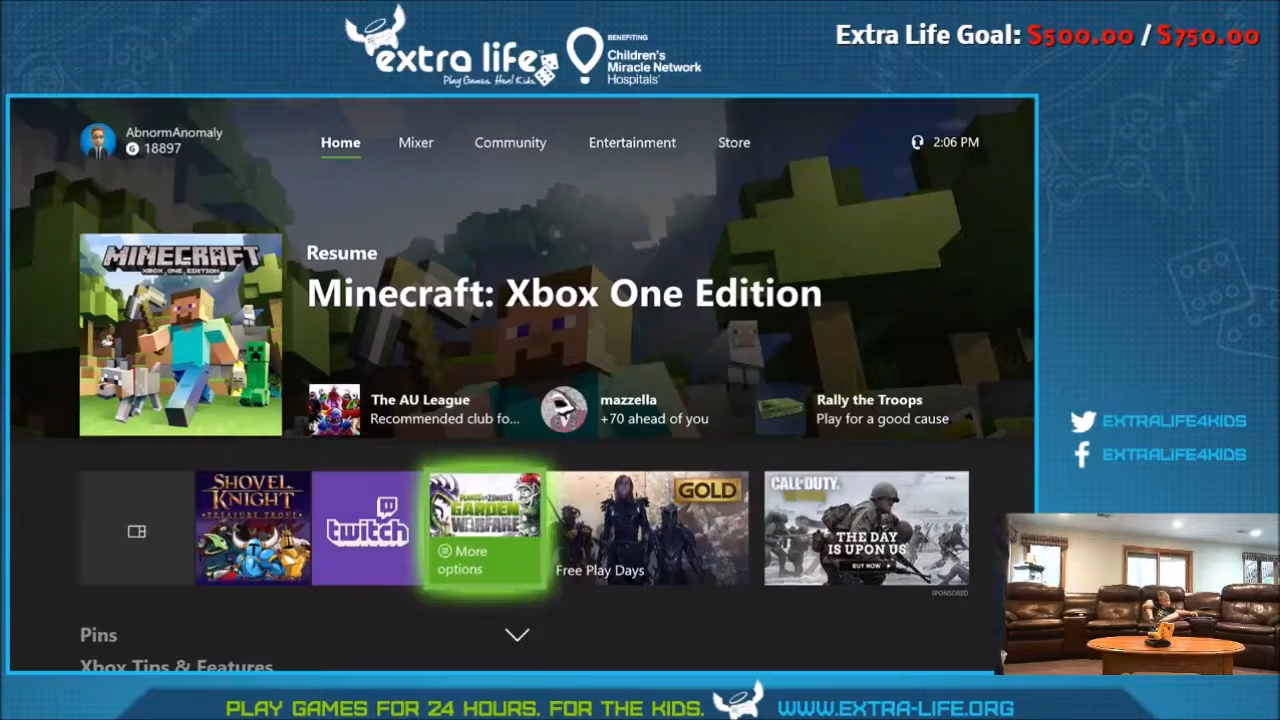 extra life
Play Games. Heal Kids.
BENEFITING
Children's
Miracle Network
Hospitals
Extra Life Goal: $500.00 / $750.00
AbnormAnomaly
G 18897
Home Mixer Community Entertainment Store
2:06 PM
MINECRAFT
XBOX ONE EDITION
Resume
Minecraft: Xbox One Edition
The AU League
Recommended club fo...
mazzella
+70 ahead of you
Rally the Troops
Play for a good cause
SHOVEL
KNIGHT
TREASURE TROVE
twitch
PLANTS VS ZOMBIES
GARDEN
WARFARE
More
options
GOLD
Free Play Days
CALL OF DUTY
THE DAY
IS UPON US
BUY NOW
SPONSORED
EXTRALIFE4KIDS
EXTRALIFE4KIDS
Pins
Xbox Tips & Features
PLAY GAMES FOR 24 HOURS. FOR THE KIDS.
WWW.EXTRA-LIFE.ORG